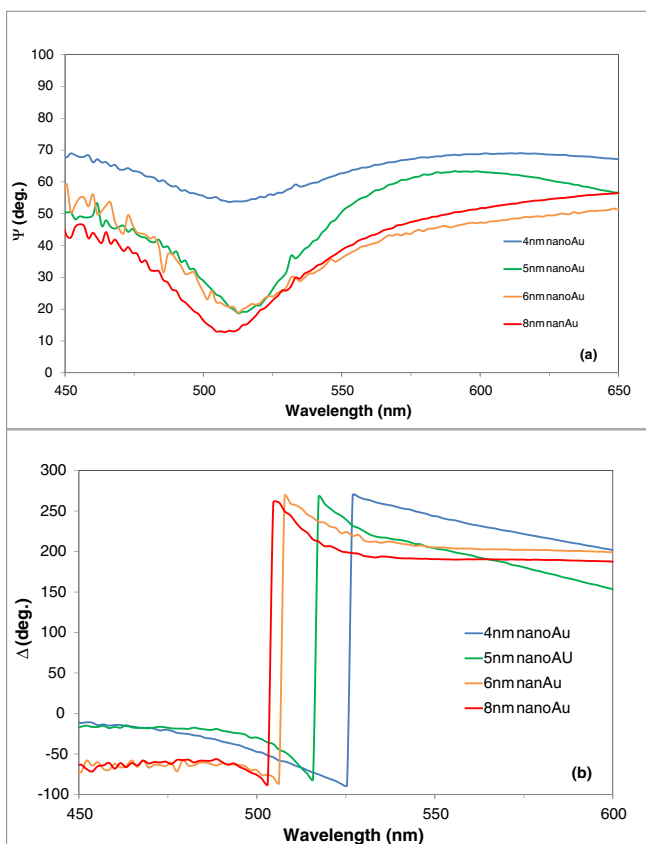 100
90
80
70
60
50
40
30
20
10
0
Ψ (deg.)
450 500 550 600 650
Wavelength (nm)
4nm nanoAu
5nm nanoAu
6nm nanoAu
8nm nanAu
(a)
300
250
200
150
100
50
0
-50
-100
Δ (deg.)
450 500 550 600
Wavelength (nm)
4nm nanoAu
5nm nanoAU
6nm nanAu
8nm nanoAu
(b)